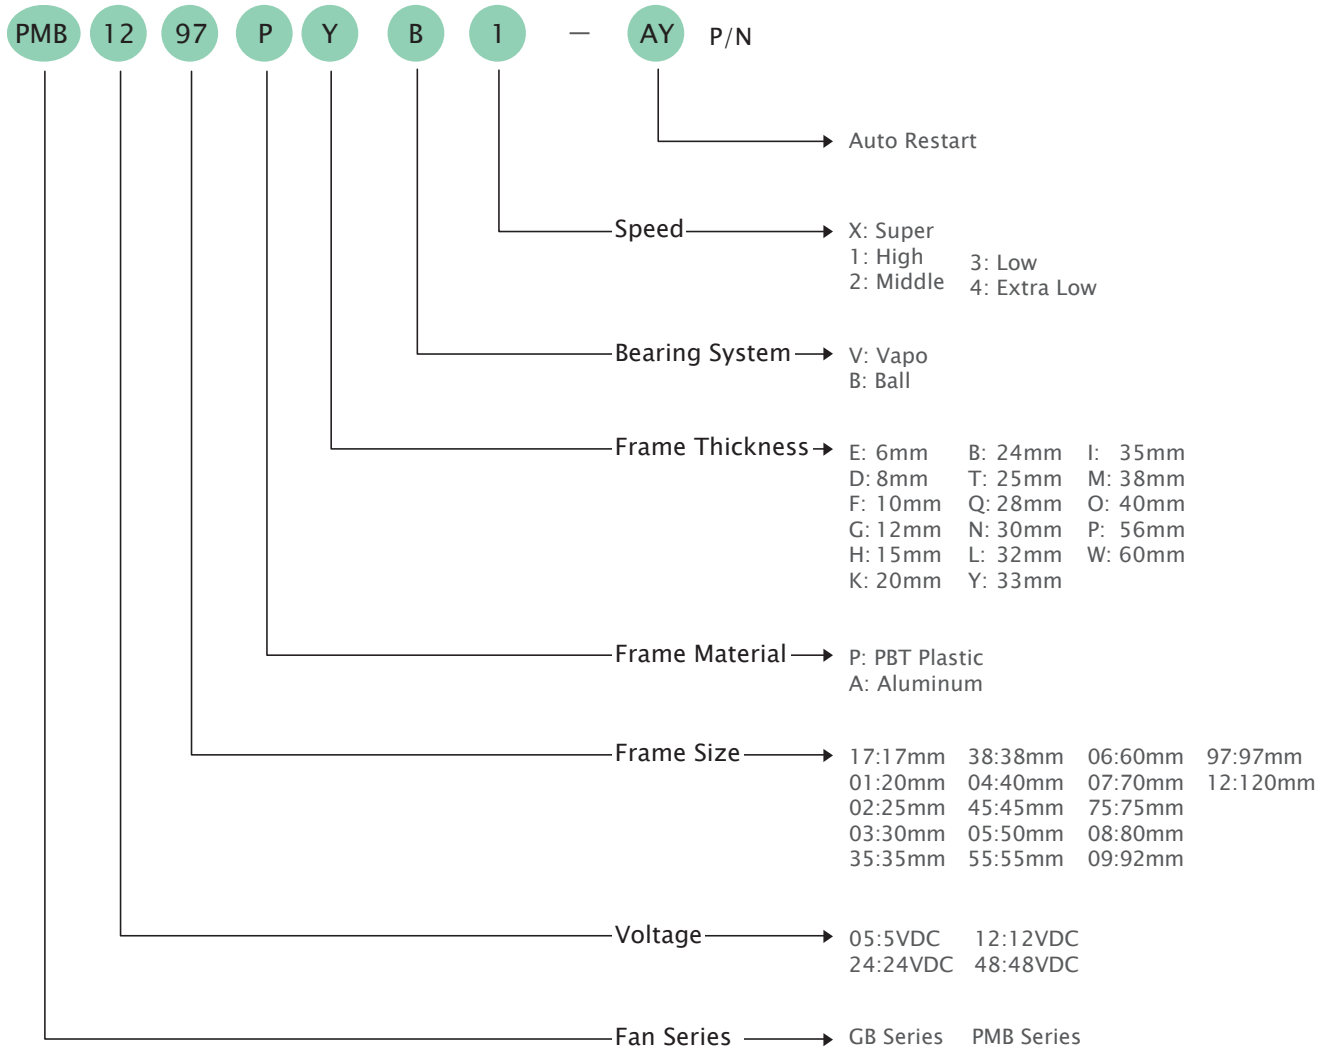 PMB 12 97 P Y B 1 – AY P/N
Auto Restart
Speed
X: Super
1: High
2: Middle
3: Low
4: Extra Low
Bearing System
V: Vapo
B: Ball
Frame Thickness
E: 6mm B: 24mm I: 35mm
D: 8mm T: 25mm M: 38mm
F: 10mm Q: 28mm O: 40mm
G: 12mm N: 30mm P: 56mm
H: 15mm L: 32mm W: 60mm
K: 20mm Y: 33mm
Frame Material
P: PBT Plastic
A: Aluminum
Frame Size
17:17mm 38:38mm 06:60mm 97:97mm
01:20mm 04:40mm 07:70mm 12:120mm
02:25mm 45:45mm 75:75mm
03:30mm 05:50mm 08:80mm
35:35mm 55:55mm 09:92mm
Voltage
05:5VDC 12:12VDC
24:24VDC 48:48VDC
Fan Series
GB Series PMB Series